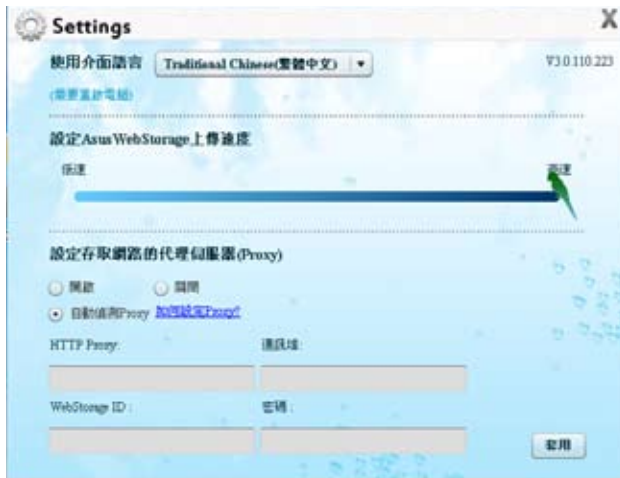 Settings
X
使用介面語言 Traditional Chinese(繁體中文)
V3.0.110.223
(需要重啟電腦)
設定AsusWebStorage上傳速度
低速 高速
設定存取網路的代理伺服器(Proxy)
開啟 關閉
自動偵測Proxy 如何設定Proxy?
HTTP Proxy: 通訊埠:
WebStorage ID : 密碼 :
套用